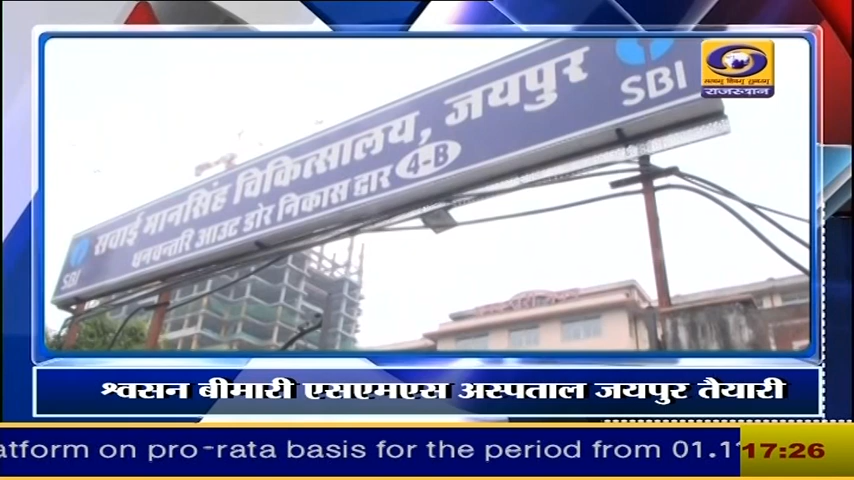 SBI
सत्यम् शिवम् सुन्दरम्
राजस्थान
सवाई मानसिंह चिकित्सालय, जयपुर
धनवन्तरि आउट डोर निकास द्वार 4-B
SBI
श्वसन बीमारी एसएमएस अस्पताल जयपुर तैयारी
atform on pro-rata basis for the period from 01.1
17:26